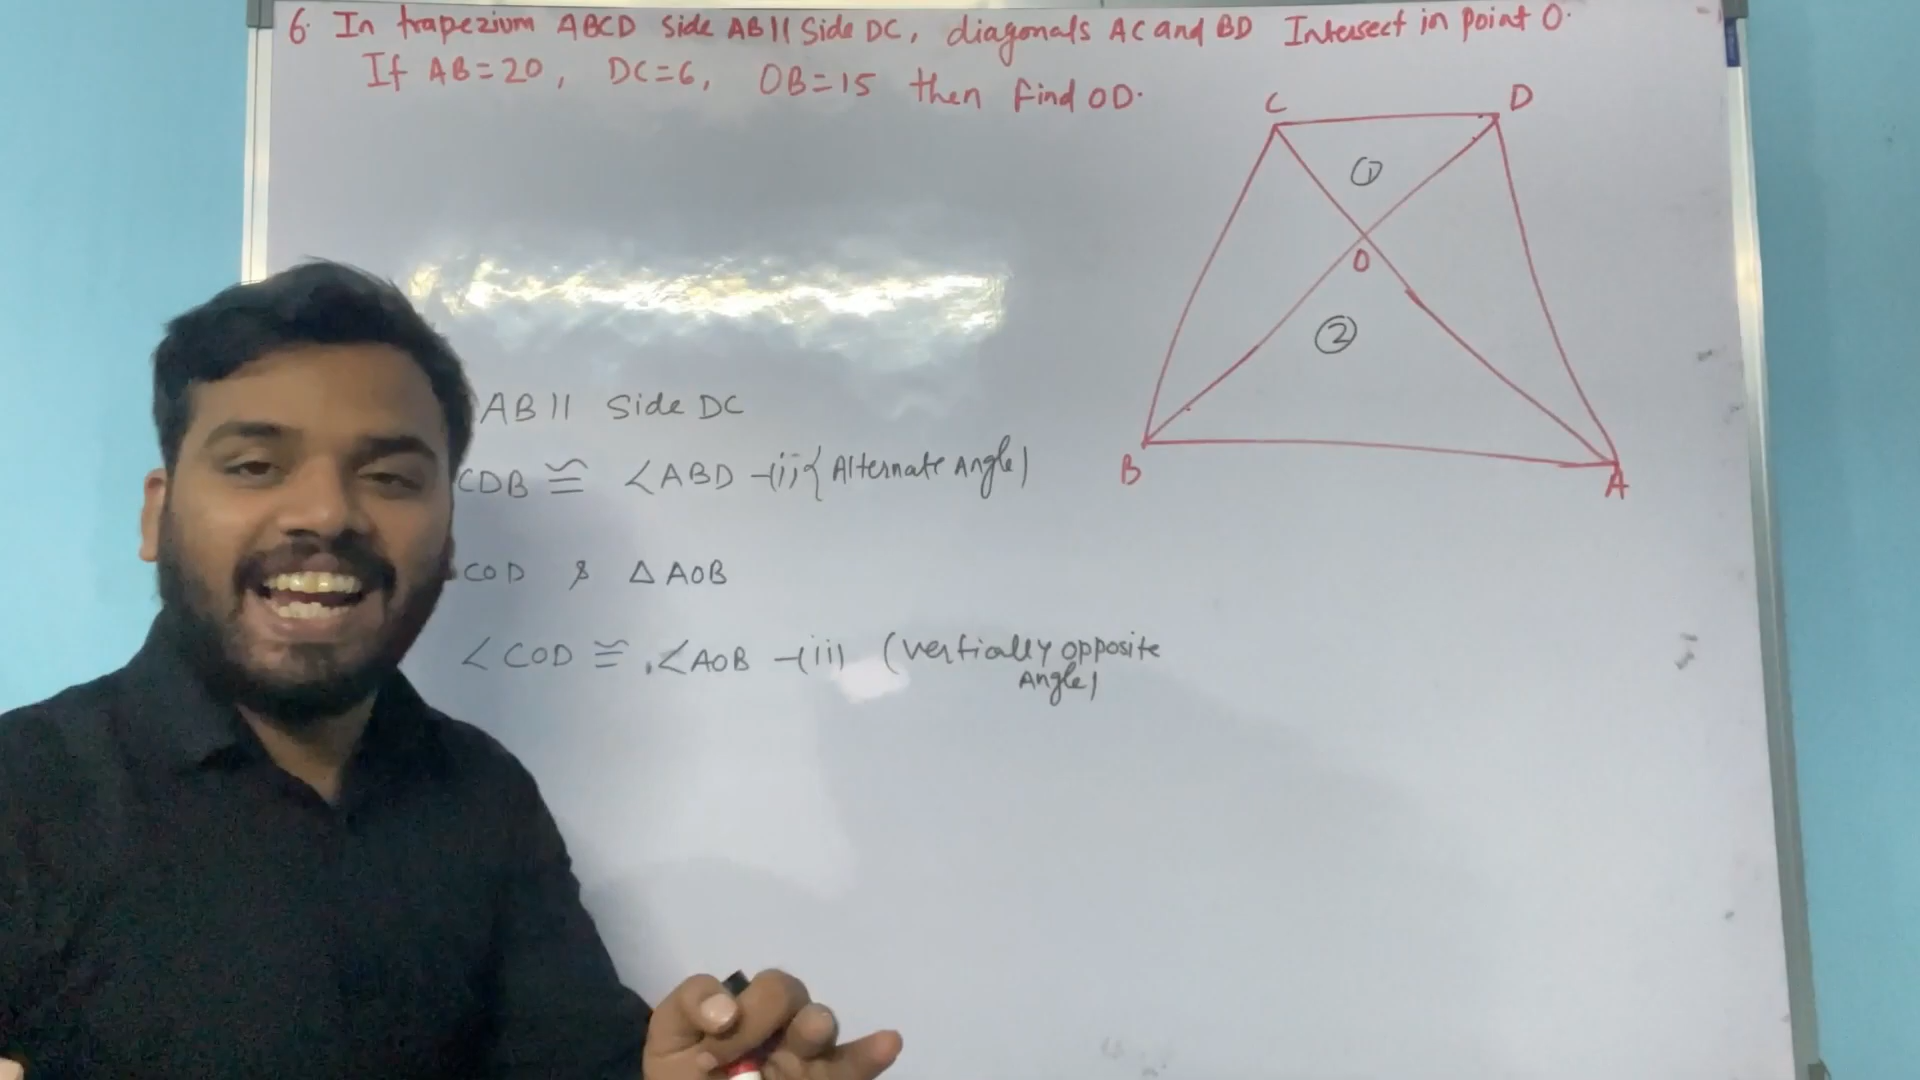 6. In trapezium ABCD Side AB || Side DC, diagonals AC and BD Intersect in point O.
If AB = 20, DC = 6, OB = 15 then find OD.
C D
①
O
②
B A
AB || Side DC
CDB ≅ ∠ABD -(i) { Alternate Angle)
COD & △ AOB
∠COD ≅ ∠AOB -(ii) (vertially opposite
Angle)